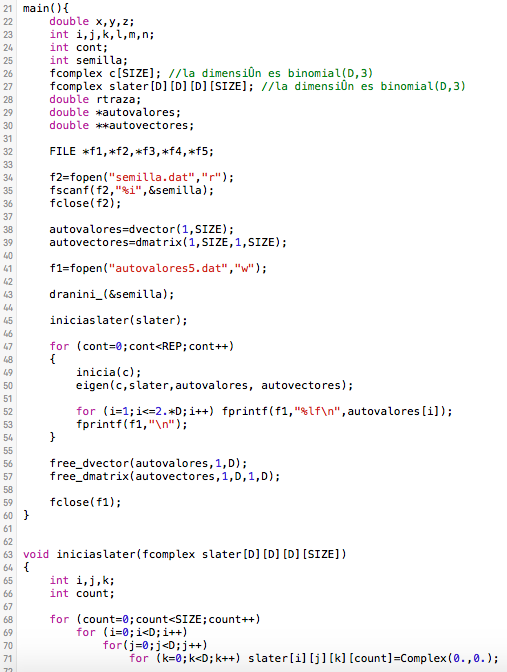 21 main(){
22     double x,y,z;
23     int i,j,k,l,m,n;
24     int cont;
25     int semilla;
26     fcomplex c[SIZE]; //la dimensiÛn es binomial(D,3)
27     fcomplex slater[D][D][D][SIZE]; //la dimensiÛn es binomial(D,3)
28     double rtraza;
29     double *autovalores;
30     double **autovectores;
31
32     FILE *f1,*f2,*f3,*f4,*f5;
33
34     f2=fopen("semilla.dat","r");
35     fscanf(f2,"%i",&semilla);
36     fclose(f2);
37
38     autovalores=dvector(1,SIZE);
39     autovectores=dmatrix(1,SIZE,1,SIZE);
40
41     f1=fopen("autovalores5.dat","w");
42
43     dranini_(&semilla);
44
45     iniciaslater(slater);
46
47     for (cont=0;cont<REP;cont++)
48     {
49         inicia(c);
50         eigen(c,slater,autovalores, autovectores);
51
52         for (i=1;i<=2.*D;i++) fprintf(f1,"%lf\n",autovalores[i]);
53         fprintf(f1,"\n");
54     }
55
56     free_dvector(autovalores,1,D);
57     free_dmatrix(autovectores,1,D,1,D);
58
59     fclose(f1);
60 }
61
62
63 void iniciaslater(fcomplex slater[D][D][D][SIZE])
64 {
65     int i,j,k;
66     int count;
67
68     for (count=0;count<SIZE;count++)
69         for (i=0;i<D;i++)
70             for(j=0;j<D;j++)
71                 for (k=0;k<D;k++) slater[i][j][k][count]=Complex(0.,0.);